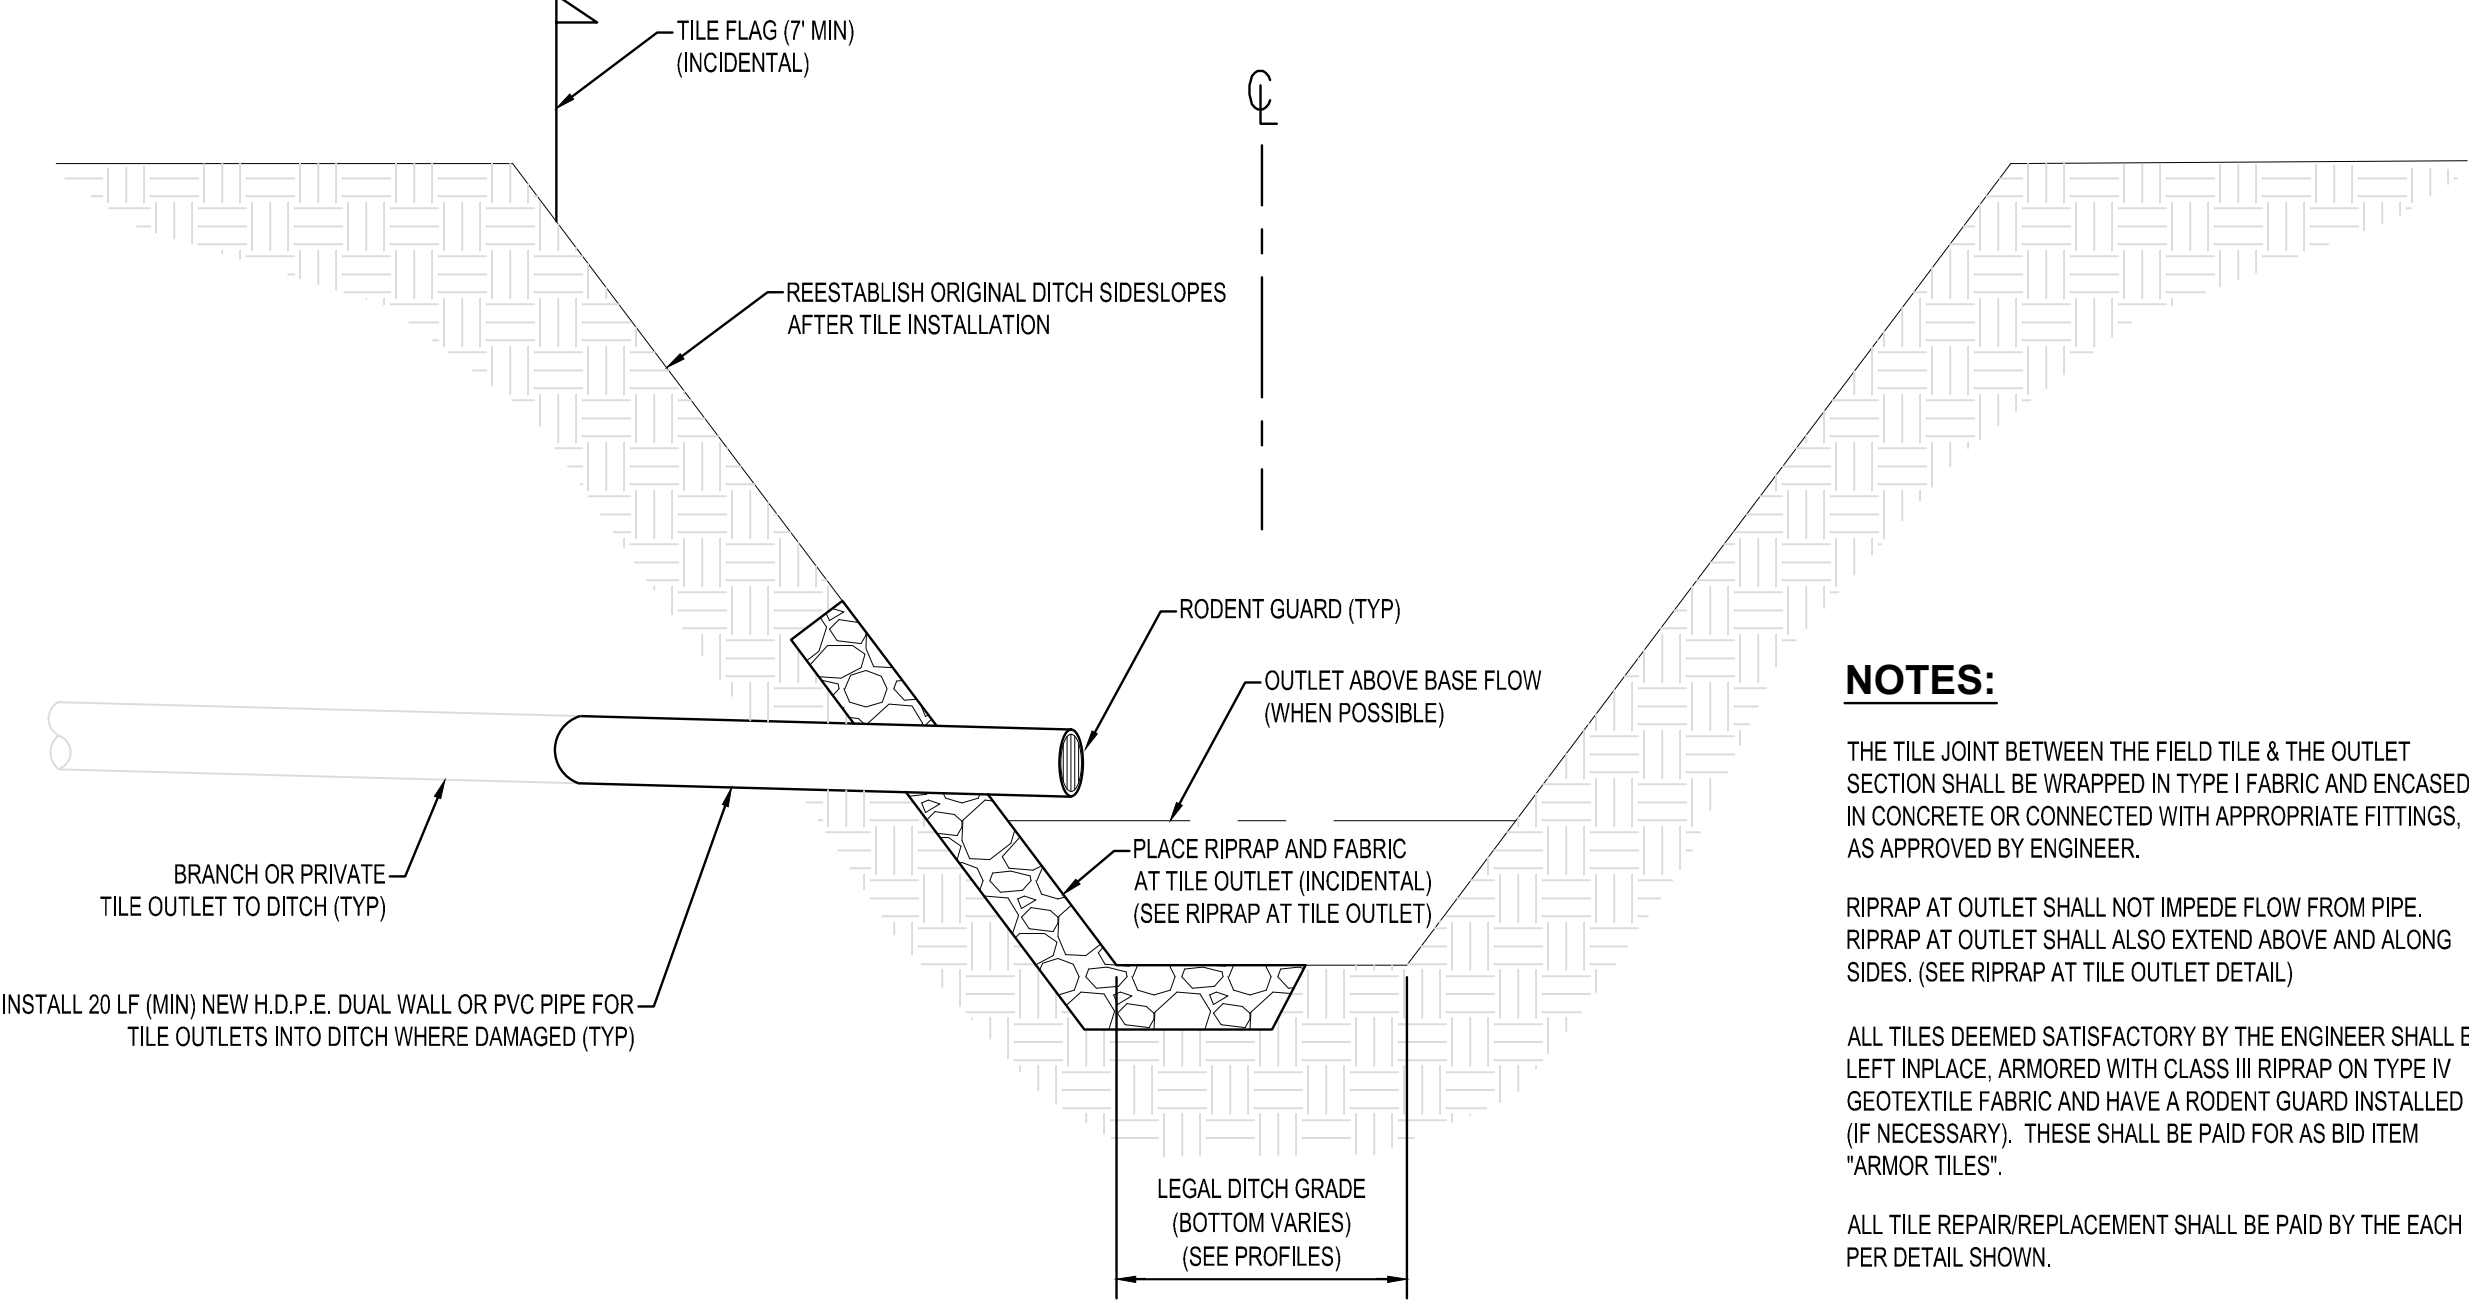 TILE FLAG (7' MIN)
(INCIDENTAL)
℄
REESTABLISH ORIGINAL DITCH SIDESLOPES
AFTER TILE INSTALLATION
RODENT GUARD (TYP)
OUTLET ABOVE BASE FLOW
(WHEN POSSIBLE)
PLACE RIPRAP AND FABRIC
AT TILE OUTLET (INCIDENTAL)
(SEE RIPRAP AT TILE OUTLET)
BRANCH OR PRIVATE
TILE OUTLET TO DITCH (TYP)
INSTALL 20 LF (MIN) NEW H.D.P.E. DUAL WALL OR PVC PIPE FOR
TILE OUTLETS INTO DITCH WHERE DAMAGED (TYP)
LEGAL DITCH GRADE
(BOTTOM VARIES)
(SEE PROFILES)
NOTES:
THE TILE JOINT BETWEEN THE FIELD TILE & THE OUTLET
SECTION SHALL BE WRAPPED IN TYPE I FABRIC AND ENCASED
IN CONCRETE OR CONNECTED WITH APPROPRIATE FITTINGS,
AS APPROVED BY ENGINEER.
RIPRAP AT OUTLET SHALL NOT IMPEDE FLOW FROM PIPE.
RIPRAP AT OUTLET SHALL ALSO EXTEND ABOVE AND ALONG
SIDES. (SEE RIPRAP AT TILE OUTLET DETAIL)
ALL TILES DEEMED SATISFACTORY BY THE ENGINEER SHALL
LEFT INPLACE, ARMORED WITH CLASS III RIPRAP ON TYPE IV
GEOTEXTILE FABRIC AND HAVE A RODENT GUARD INSTALLED
(IF NECESSARY). THESE SHALL BE PAID FOR AS BID ITEM
"ARMOR TILES".
ALL TILE REPAIR/REPLACEMENT SHALL BE PAID BY THE EACH
PER DETAIL SHOWN.